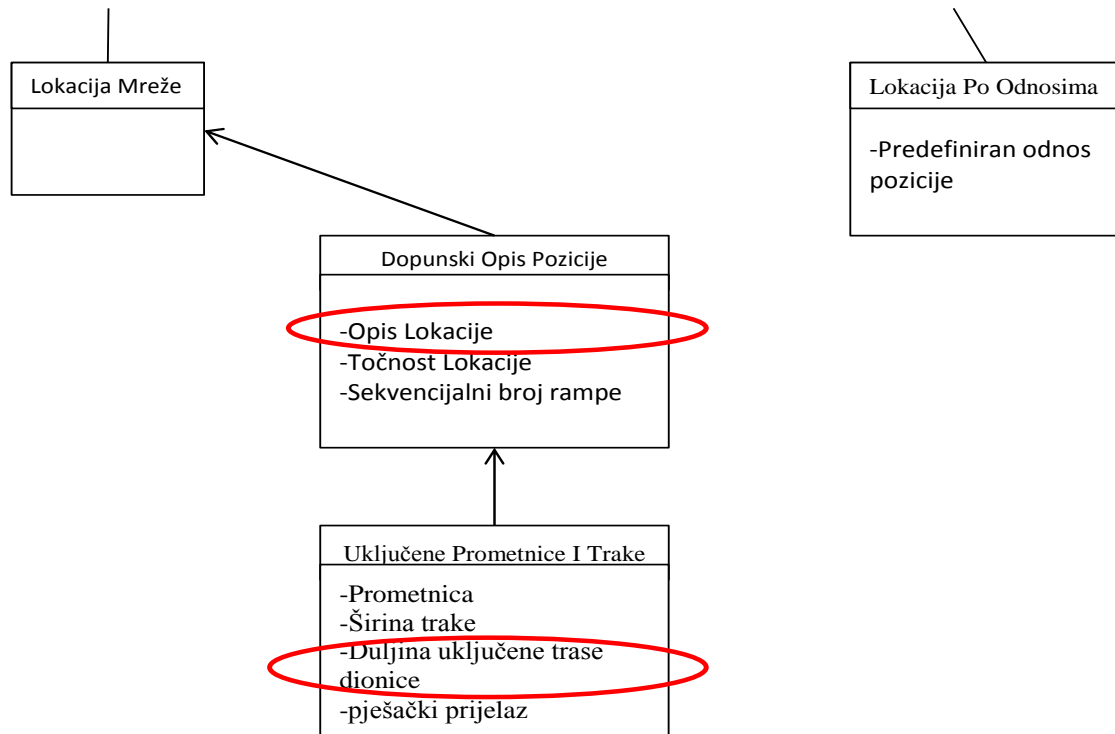 Lokacija Mreže
Lokacija Po Odnosima
-Predefiniran odnos
pozicije
Dopunski Opis Pozicije
-Opis Lokacije
-Točnost Lokacije
-Sekvencijalni broj rampe
Uključene Prometnice I Trake
-Prometnica
-Širina trake
-Duljina uključene trase
dionice
-pješački prijelaz